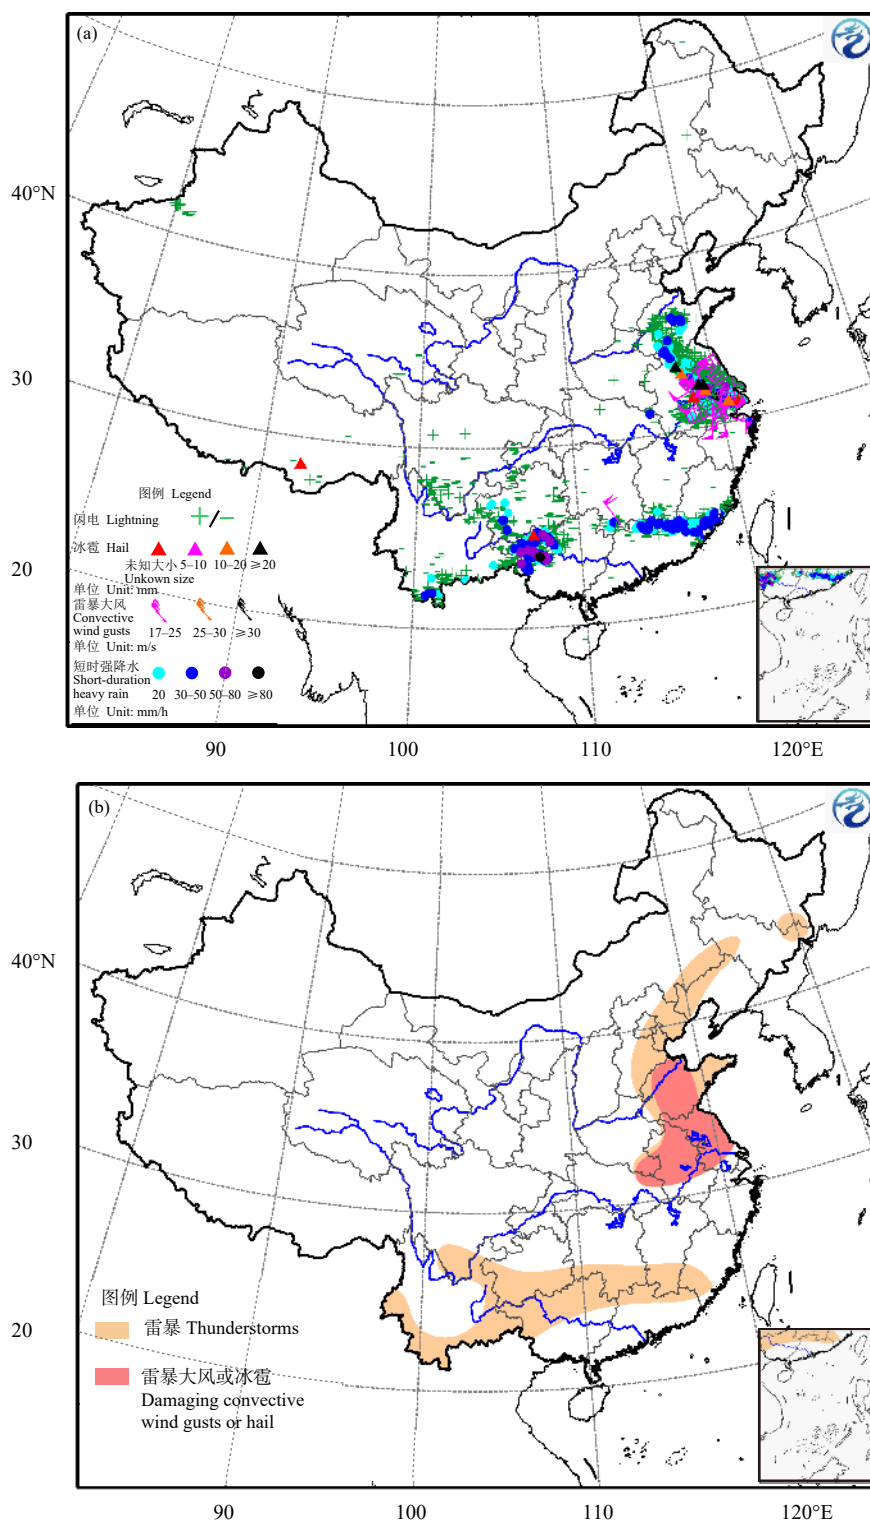 (a)
40°N
30
20
图例 Legend
闪电 Lightning + / −
冰雹 Hail
未知大小 5–10 10–20 ≥20
Unkown size
单位 Unit: mm
雷暴大风
Convective
wind gusts
17–25 25–30 ≥30
单位 Unit: m/s
短时强降水
Short-duration
heavy rain
20 30–50 50–80 ≥80
单位 Unit: mm/h
90 100 110 120°E
(b)
40°N
30
20
图例 Legend
雷暴 Thunderstorms
雷暴大风或冰雹
Damaging convective
wind gusts or hail
90 100 110 120°E